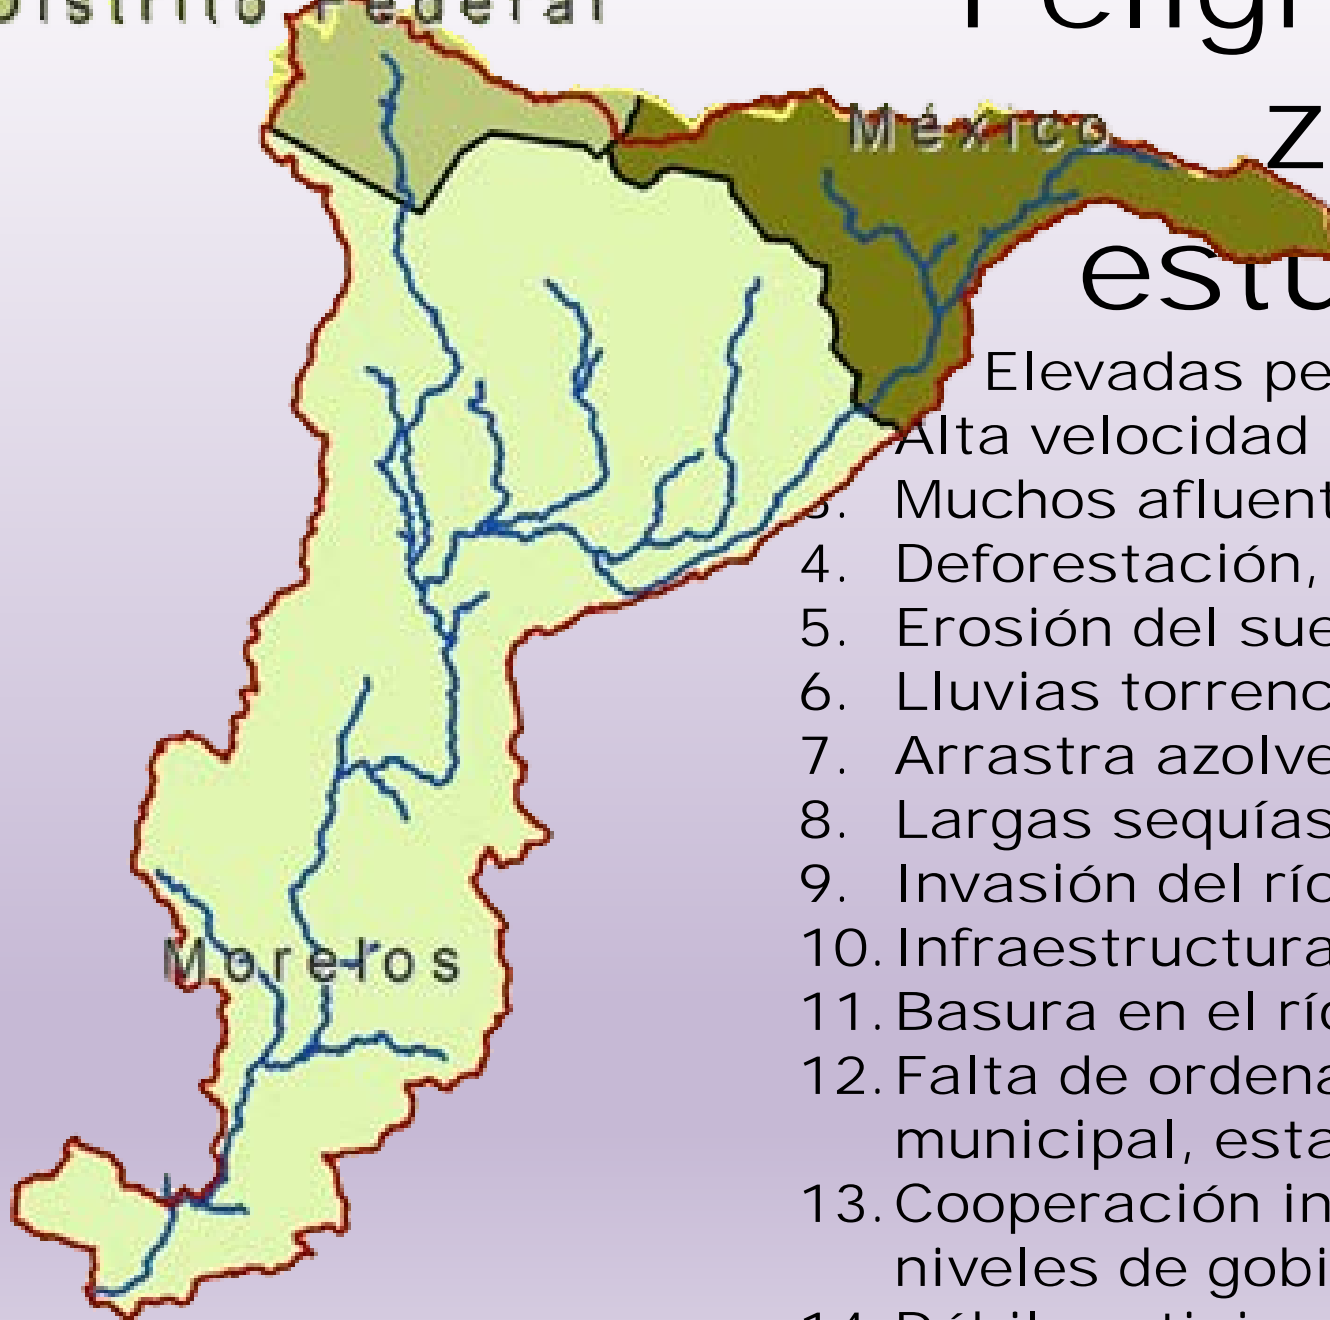 Distrito Federal
Peligr
México
z
estu
Elevadas pe
Alta velocidad
3. Muchos afluent
4. Deforestación,
5. Erosión del sue
6. Lluvias torrenc
7. Arrastra azolve
8. Largas sequías
9. Invasión del río
Morelos
10. Infraestructura
11. Basura en el río
12. Falta de ordena
municipal, esta
13. Cooperación in
niveles de gobi